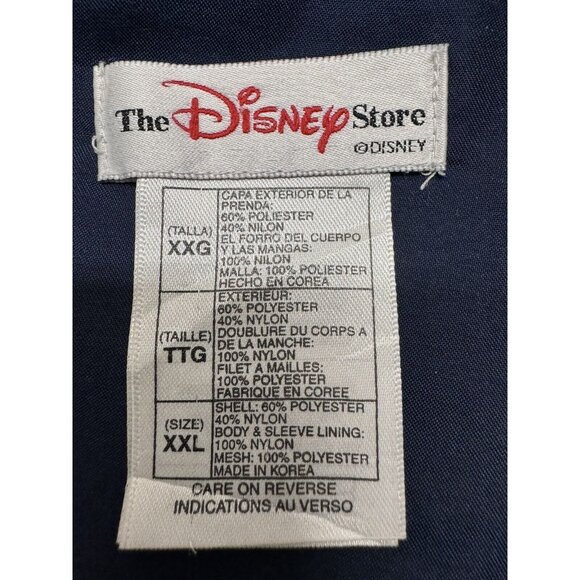 The Disney Store
©DISNEY
(TALLA)
XXG
CAPA EXTERIOR DE LA
PRENDA:
60% POLIESTER
40% NILON
EL FORRO DEL CUERPO
Y LAS MANGAS:
100% NILON
MALLA: 100% POLIESTER
HECHO EN COREA
(TAILLE)
TTG
EXTERIEUR:
60% POLYESTER
40% NYLON
DOUBLURE DU CORPS A
DE LA MANCHE:
100% NYLON
FILET A MAILLES:
100% POLYESTER
FABRIQUE EN COREE
(SIZE)
XXL
SHELL: 60% POLYESTER
40% NYLON
BODY & SLEEVE LINING:
100% NYLON
MESH: 100% POLYESTER
MADE IN KOREA
CARE ON REVERSE
INDICATIONS AU VERSO